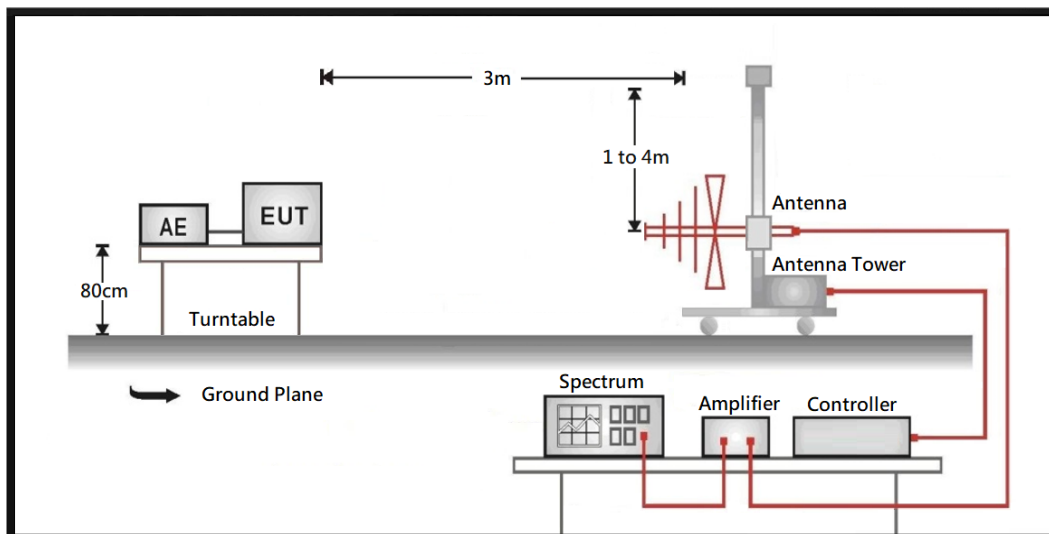 3m
1 to 4m
AE
EUT
Antenna
Antenna Tower
80cm
Turntable
Ground Plane
Spectrum
Amplifier
Controller